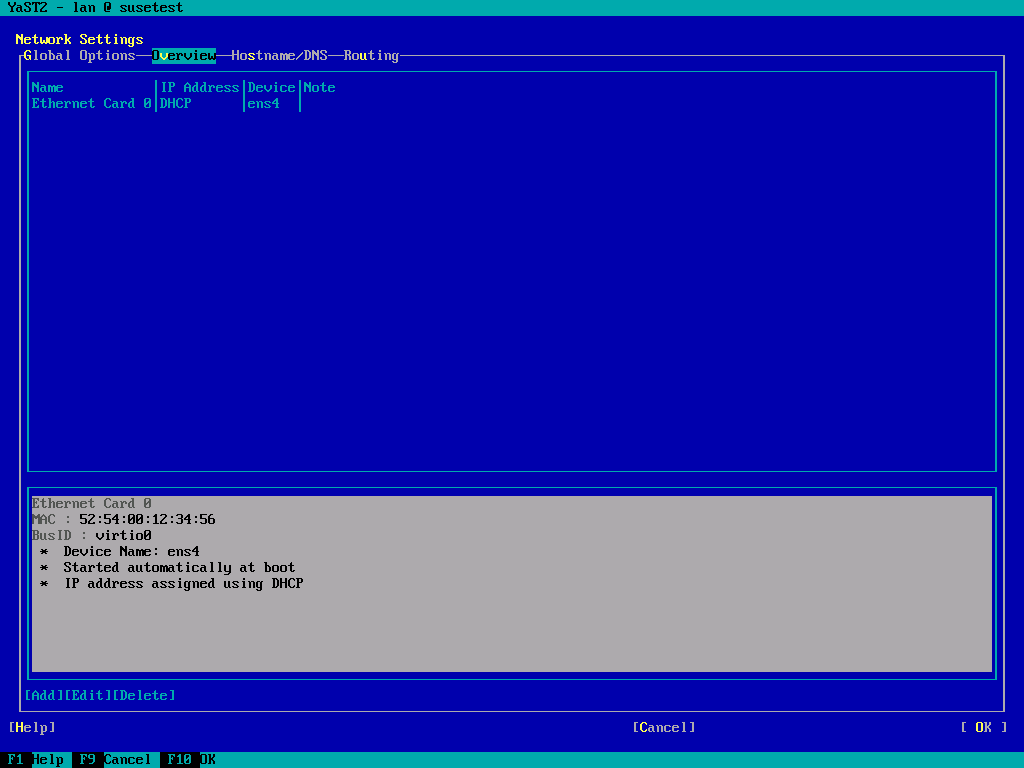 YaST2 - lan @ susetest
Network Settings
Global Options Overview Hostname/DNS Routing
Name IP Address Device Note
Ethernet Card 0 DHCP ens4
Ethernet Card 0
MAC : 52:54:00:12:34:56
BusID : virtio0
* Device Name: ens4
* Started automatically at boot
* IP address assigned using DHCP
[Add][Edit][Delete]
[Help] [Cancel] [ OK ]
F1 Help F9 Cancel F10 OK